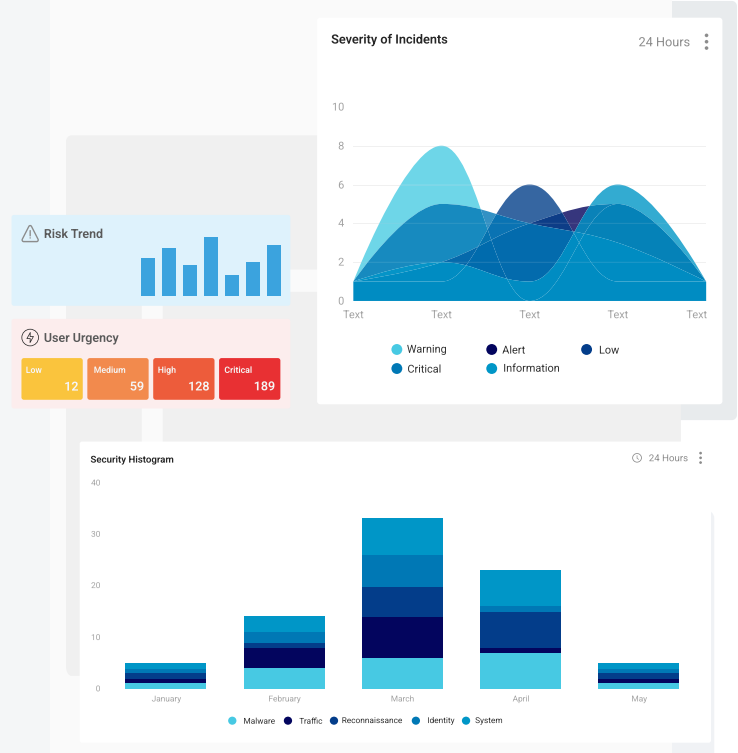 Severity of Incidents
24 Hours
10
8
6
4
2
0
Text Text Text Text Text
Warning Alert Low
Critical Information
Risk Trend
User Urgency
Low Medium High Critical
12 59 128 189
Security Histogram
24 Hours
40
30
20
10
0
January February March April May
Malware Traffic Reconnaissance Identity System